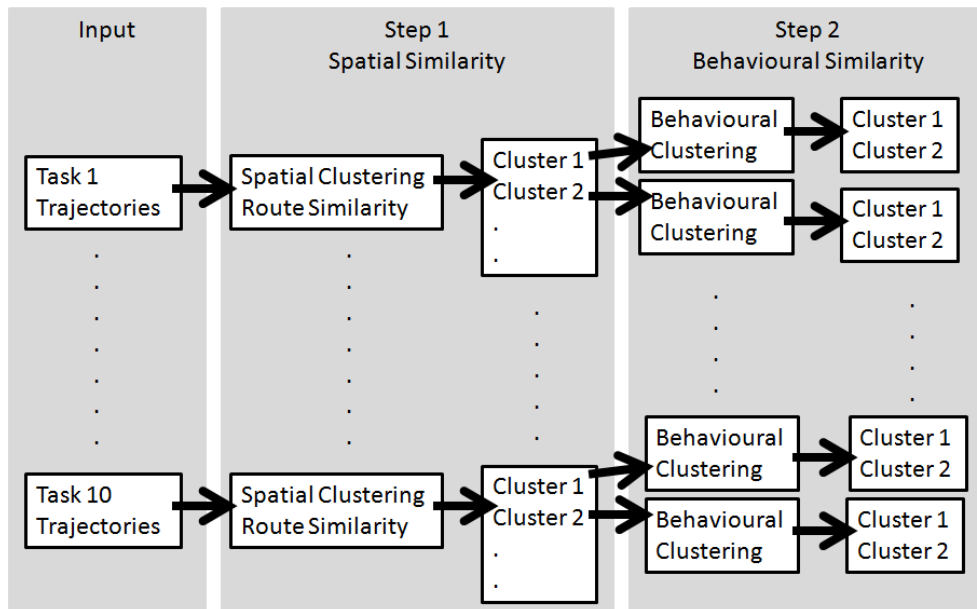 Input
Step 1
Spatial Similarity
Step 2
Behavioural Similarity
Task 1
Trajectories
Spatial Clustering
Route Similarity
Cluster 1
Cluster 2
.
.
Behavioural
Clustering
Cluster 1
Cluster 2
Behavioural
Clustering
Cluster 1
Cluster 2
Task 10
Trajectories
Spatial Clustering
Route Similarity
Cluster 1
Cluster 2
.
.
Behavioural
Clustering
Cluster 1
Cluster 2
Behavioural
Clustering
Cluster 1
Cluster 2